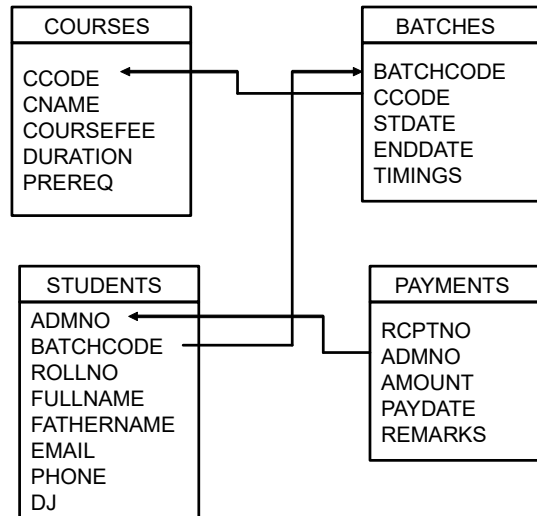 COURSES
CCODE
CNAME
COURSEFEE
DURATION
PREREQ
BATCHES
BATCHCODE
CCODE
STDATE
ENDDATE
TIMINGS
STUDENTS
ADMNO
BATCHCODE
ROLLNO
FULLNAME
FATHERNAME
EMAIL
PHONE
DJ
PAYMENTS
RCPTNO
ADMNO
AMOUNT
PAYDATE
REMARKS